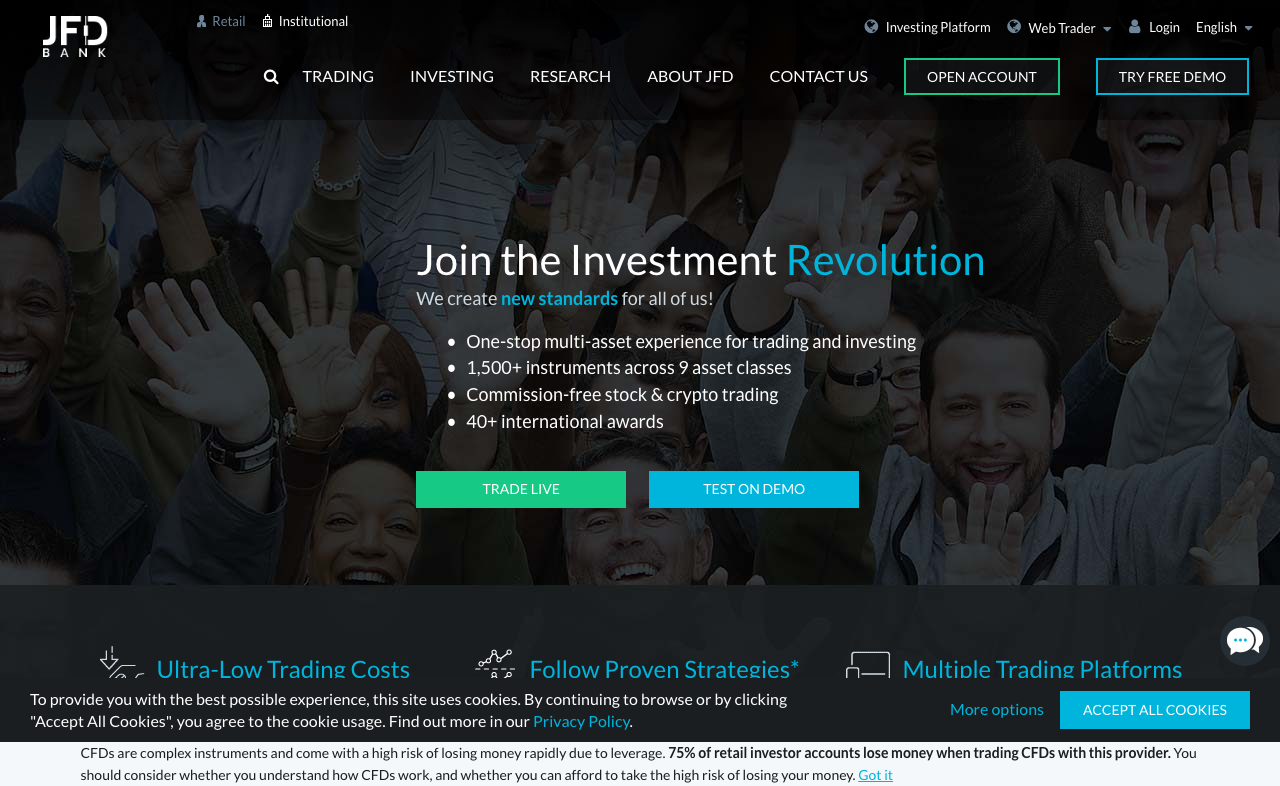 JFD
BANK
Retail
Institutional
Investing Platform
Web Trader
Login
English
TRADING
INVESTING
RESEARCH
ABOUT JFD
CONTACT US
OPEN ACCOUNT
TRY FREE DEMO
Join the Investment Revolution
We create new standards for all of us!
• One-stop multi-asset experience for trading and investing
• 1,500+ instruments across 9 asset classes
• Commission-free stock & crypto trading
• 40+ international awards
TRADE LIVE
TEST ON DEMO
Ultra-Low Trading Costs
Follow Proven Strategies*
Multiple Trading Platforms
To provide you with the best possible experience, this site uses cookies. By continuing to browse or by clicking
"Accept All Cookies", you agree to the cookie usage. Find out more in our Privacy Policy.
More options
ACCEPT ALL COOKIES
CFDs are complex instruments and come with a high risk of losing money rapidly due to leverage. 75% of retail investor accounts lose money when trading CFDs with this provider. You
should consider whether you understand how CFDs work, and whether you can afford to take the high risk of losing your money. Got it